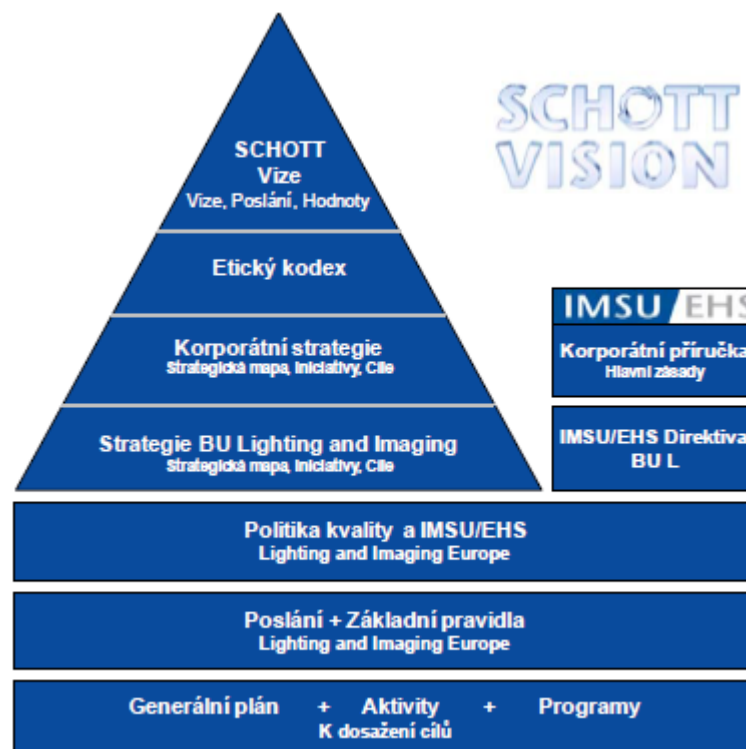 SCHOTT
VISION
SCHOTT
Vize
Vize, Poslání, Hodnoty
Etický kodex
Korporátní strategie
Strategická mapa, Iniciativy, Cíle
Strategie BU Lighting and Imaging
Strategická mapa, Iniciativy, Cíle
IMSU/EHS
Korporátní příručka
Hlavní zásady
IMSU/EHS Direktiva
BU L
Politika kvality a IMSU/EHS
Lighting and Imaging Europe
Poslání + Základní pravidla
Lighting and Imaging Europe
Generální plán + Aktivity + Programy
K dosažení cílů